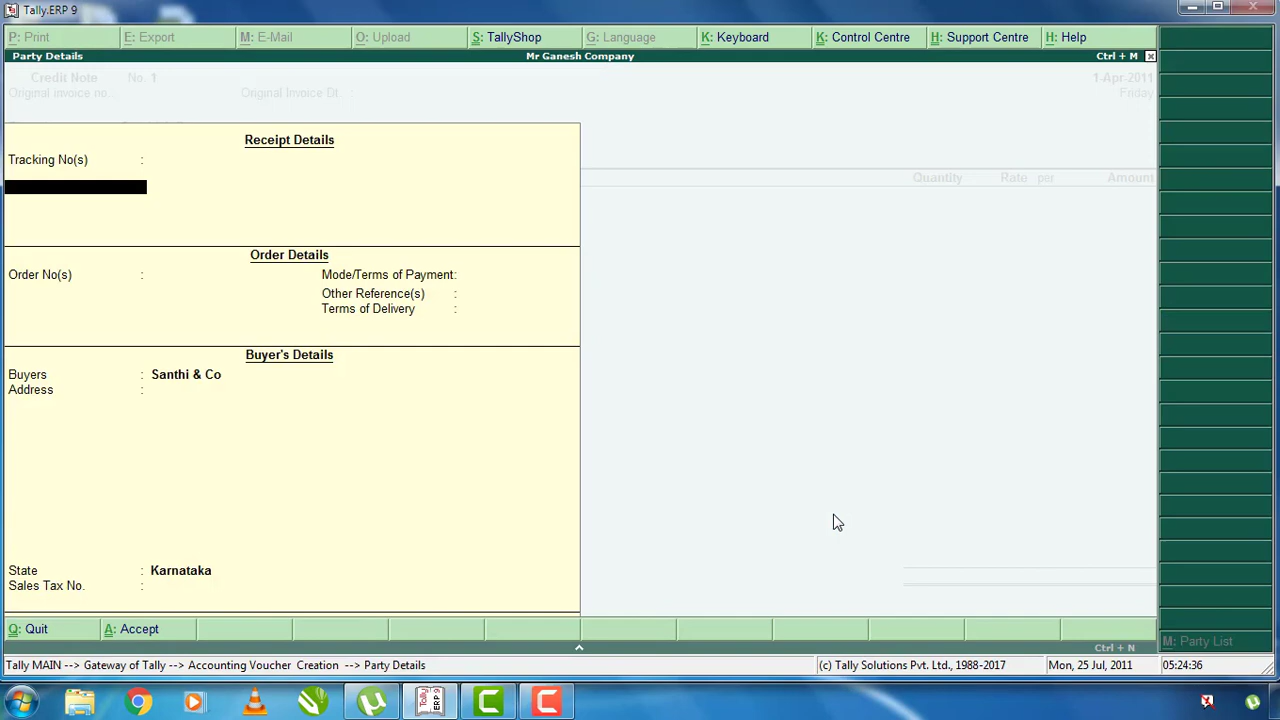 Tally.ERP 9
P: Print E: Export M: E-Mail O: Upload S: TallyShop G: Language K: Keyboard K: Control Centre H: Support Centre H: Help
Party Details Mr Ganesh Company Ctrl + M
Credit Note No. 1 1-Apr-2011
Original invoice no.. Original Invoice Dt. Friday
Receipt Details
Tracking No(s) :
Quantity Rate per Amount
Order Details
Order No(s) : Mode/Terms of Payment:
Other Reference(s) :
Terms of Delivery :
Buyer's Details
Buyers : Santhi & Co
Address :
State : Karnataka
Sales Tax No. :
Q: Quit A: Accept
M: Party List
Ctrl + N
Tally MAIN --> Gateway of Tally --> Accounting Voucher Creation --> Party Details (c) Tally Solutions Pvt. Ltd., 1988-2017 Mon, 25 Jul, 2011 05:24:36